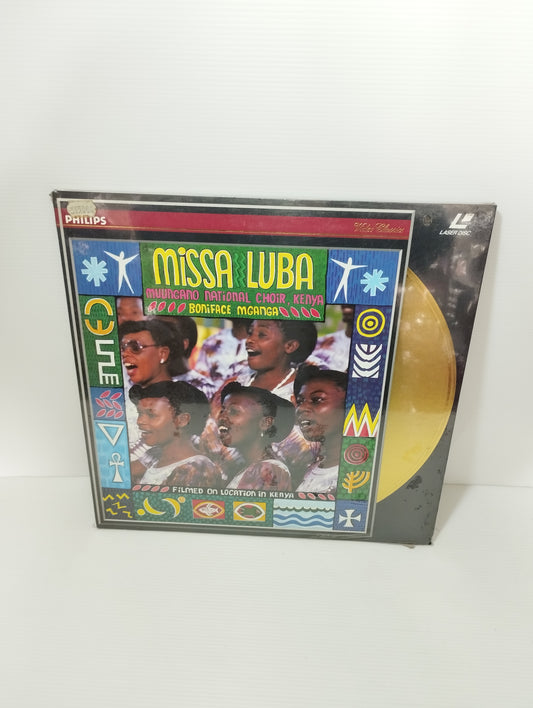 PHILIPS
LASER DISC
MiSSA LUBA
MUUNGANO NATIONAL CHOIR, KENYA
BONiFACE MGANGA
FiLMED ON LOCATiON iN KENYA